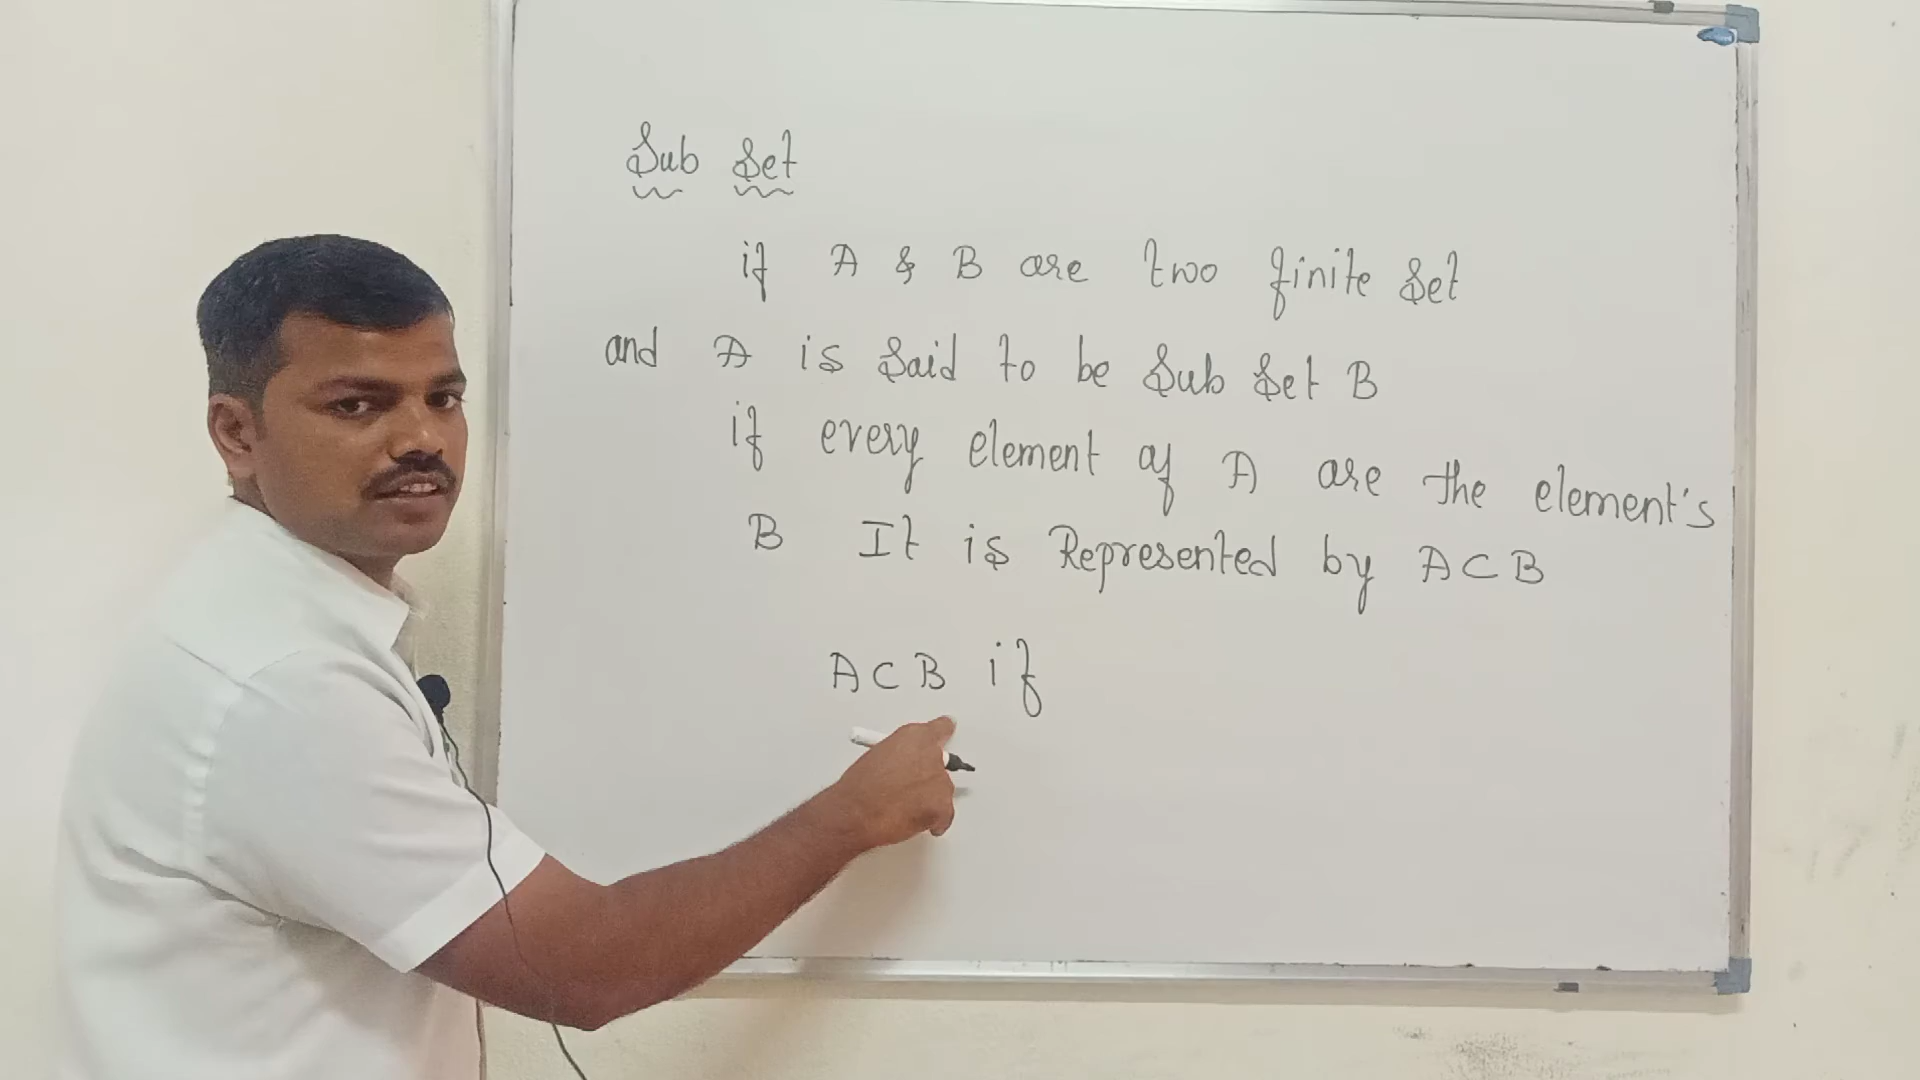 Sub Set
if A & B are two finite Set
and A is Said to be Sub Set B
if every element of A are the element's
B It is Represented by A ⊂ B
A ⊂ B if